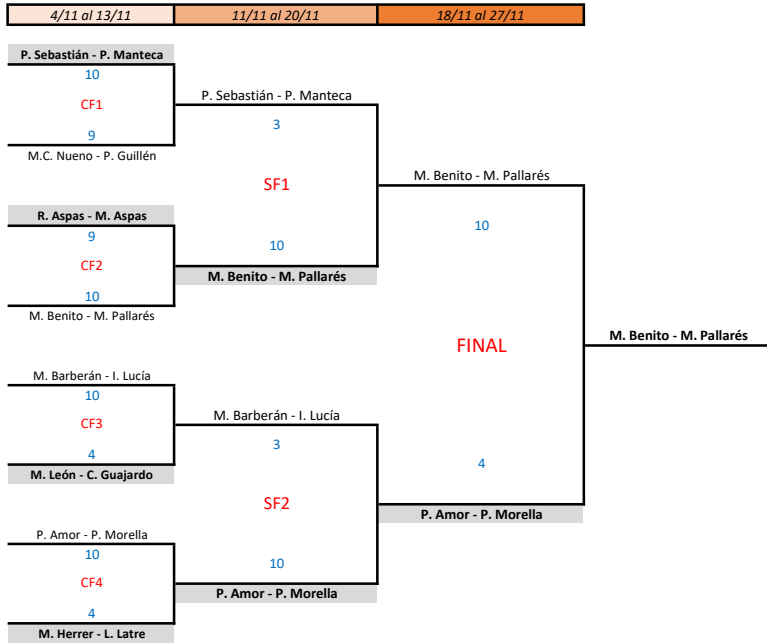 4/11 al 13/11 11/11 al 20/11 18/11 al 27/11
P. Sebastián - P. Manteca
10
CF1
9
M.C. Nueno - P. Guillén
R. Aspas - M. Aspas
9
CF2
10
M. Benito - M. Pallarés
M. Barberán - I. Lucía
10
CF3
4
M. León - C. Guajardo
P. Amor - P. Morella
10
CF4
4
M. Herrer - L. Latre
P. Sebastián - P. Manteca
3
SF1
10
M. Benito - M. Pallarés
M. Barberán - I. Lucía
3
SF2
10
P. Amor - P. Morella
M. Benito - M. Pallarés
10
FINAL
4
P. Amor - P. Morella
M. Benito - M. Pallarés